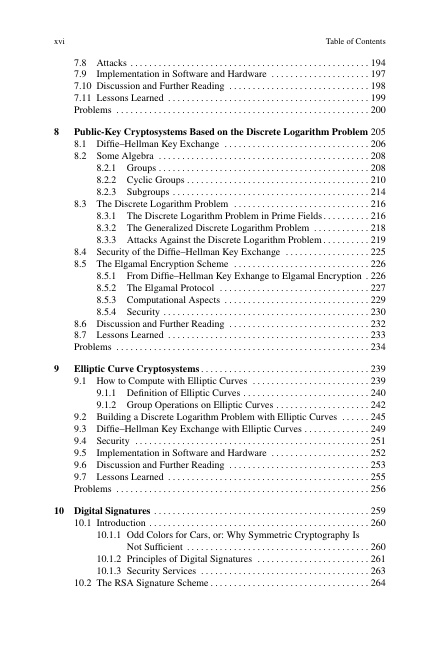 xvi Table of Contents
7.8 Attacks . . . . . . . . . . . . . . . . . . . . 194
7.9 Implementation in Software and Hardware . . . . . . . . . . 197
7.10 Discussion and Further Reading . . . . . . . . . . 198
7.11 Lessons Learned . . . . . . . . . . 199
Problems . . . . . . . . . . 200
8 Public-Key Cryptosystems Based on the Discrete Logarithm Problem 205
8.1 Diffie–Hellman Key Exchange . . . . . . . . . . 206
8.2 Some Algebra . . . . . . . . . . 208
8.2.1 Groups . . . . . . . . . . 208
8.2.2 Cyclic Groups . . . . . . . . . . 210
8.2.3 Subgroups . . . . . . . . . . 214
8.3 The Discrete Logarithm Problem . . . . . . . . . . 216
8.3.1 The Discrete Logarithm Problem in Prime Fields . . . . . 216
8.3.2 The Generalized Discrete Logarithm Problem . . . . . . . 218
8.3.3 Attacks Against the Discrete Logarithm Problem . . . . . 219
8.4 Security of the Diffie–Hellman Key Exchange . . . . . . . . . . 225
8.5 The Elgamal Encryption Scheme . . . . . . . . . . 226
8.5.1 From Diffie–Hellman Key Exhange to Elgamal Encryption . 226
8.5.2 The Elgamal Protocol . . . . . . . . . . 227
8.5.3 Computational Aspects . . . . . . . . . . 229
8.5.4 Security . . . . . . . . . . 230
8.6 Discussion and Further Reading . . . . . . . . . . 232
8.7 Lessons Learned . . . . . . . . . . 233
Problems . . . . . . . . . . 234
9 Elliptic Curve Cryptosystems . . . . . . . . . . 239
9.1 How to Compute with Elliptic Curves . . . . . . . . . . 239
9.1.1 Definition of Elliptic Curves . . . . . . . . . . 240
9.1.2 Group Operations on Elliptic Curves . . . . . . . . . . 242
9.2 Building a Discrete Logarithm Problem with Elliptic Curves . . . . . 245
9.3 Diffie–Hellman Key Exchange with Elliptic Curves . . . . . . . . . . 249
9.4 Security . . . . . . . . . . 251
9.5 Implementation in Software and Hardware . . . . . . . . . . 252
9.6 Discussion and Further Reading . . . . . . . . . . 253
9.7 Lessons Learned . . . . . . . . . . 255
Problems . . . . . . . . . . 256
10 Digital Signatures . . . . . . . . . . 259
10.1 Introduction . . . . . . . . . . 260
10.1.1 Odd Colors for Cars, or: Why Symmetric Cryptography Is
Not Sufficient . . . . . . . . . . 260
10.1.2 Principles of Digital Signatures . . . . . . . . . . 261
10.1.3 Security Services . . . . . . . . . . 263
10.2 The RSA Signature Scheme . . . . . . . . . . 264